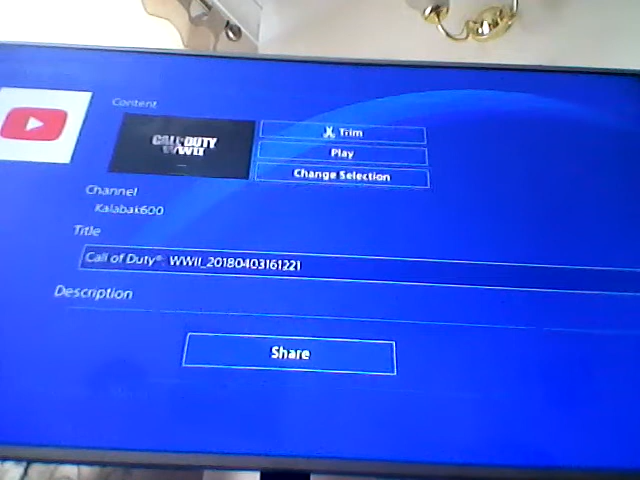 Content
CALL OF DUTY
WWII
Trim
Play
Change Selection
Channel
Kalabak600
Title
Call of Duty®: WWII_20180403161221
Description
Share